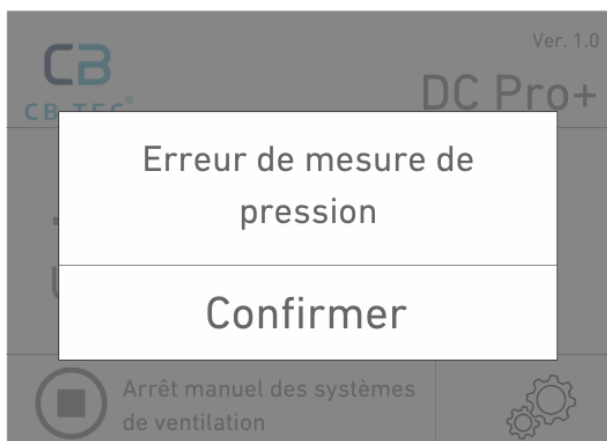 CB
Ver. 1.0
DC Pro+
CB TEC®
Erreur de mesure de
pression
Confirmer
Arrêt manuel des systèmes
de ventilation